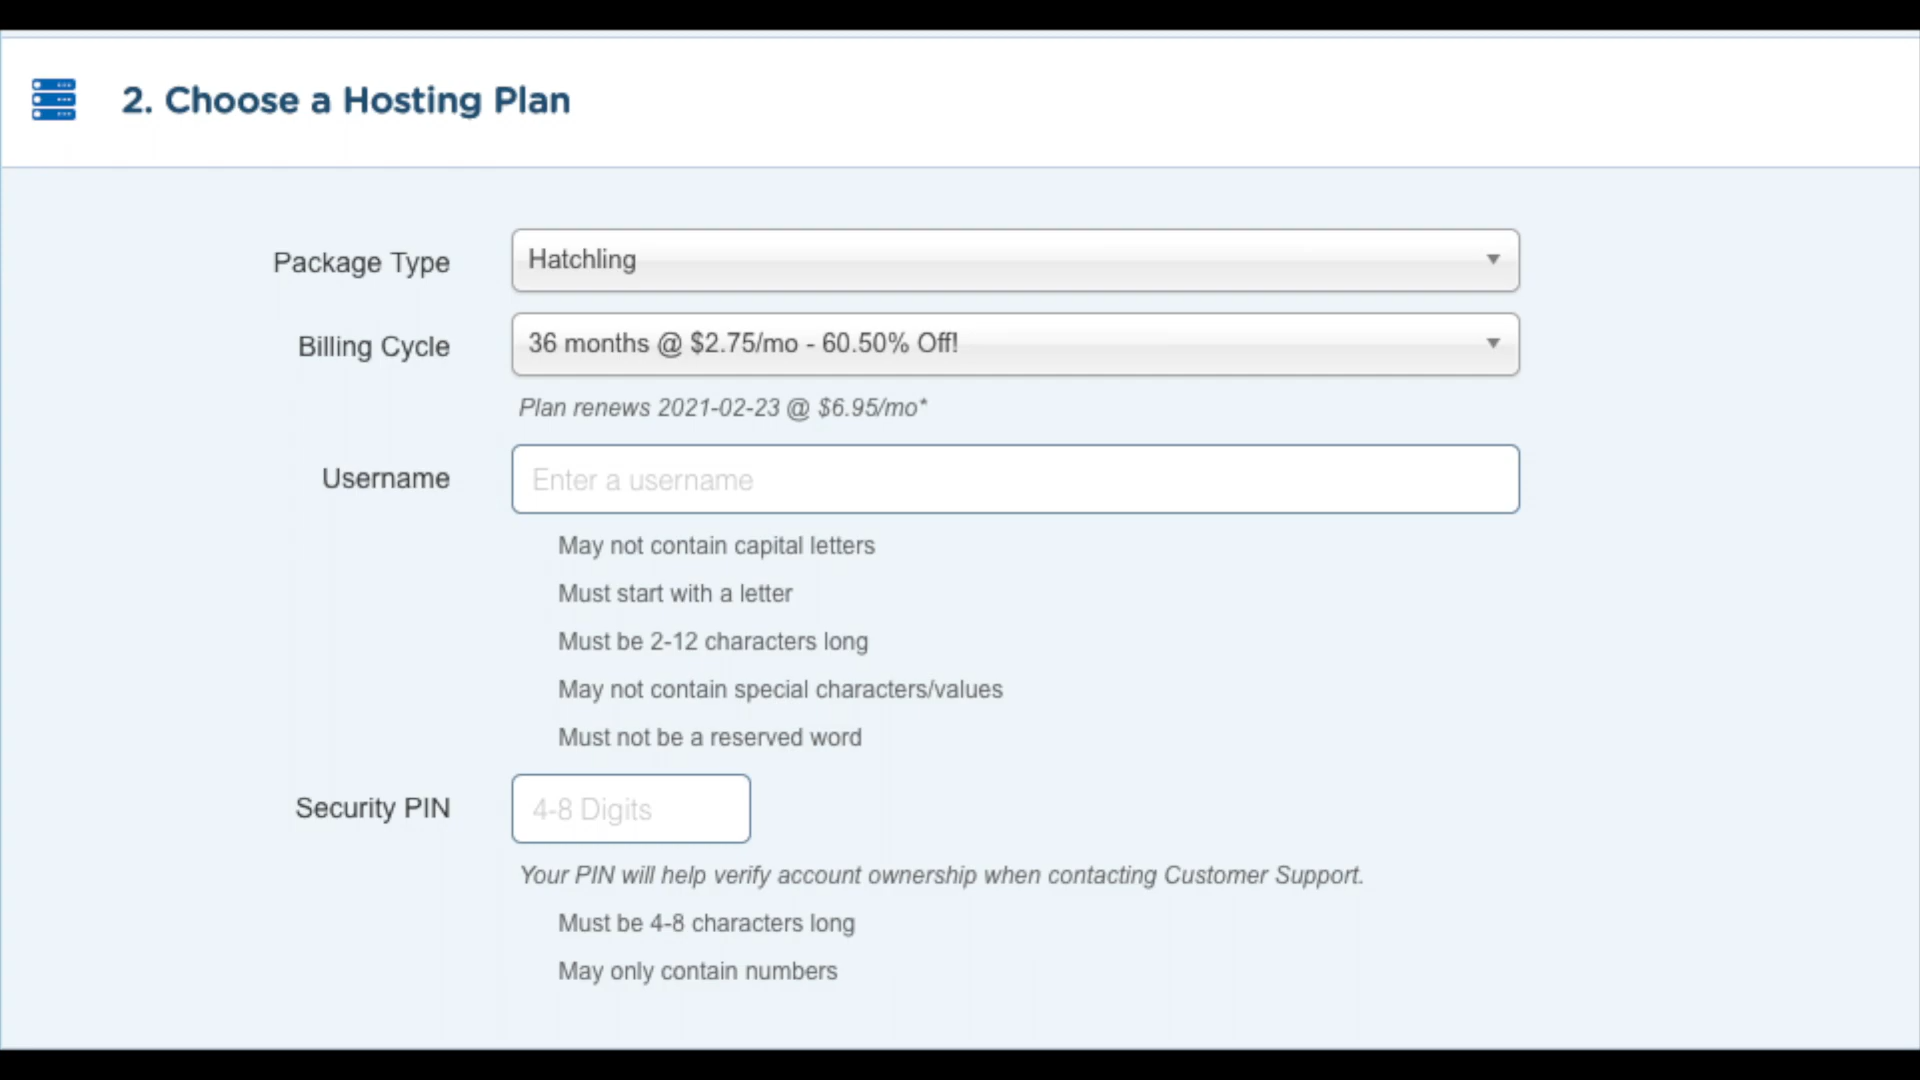 2. Choose a Hosting Plan
Package Type
Hatchling
Billing Cycle
36 months @ $2.75/mo - 60.50% Off!
Plan renews 2021-02-23 @ $6.95/mo*
Username
Enter a username
May not contain capital letters
Must start with a letter
Must be 2-12 characters long
May not contain special characters/values
Must not be a reserved word
Security PIN
4-8 Digits
Your PIN will help verify account ownership when contacting Customer Support.
Must be 4-8 characters long
May only contain numbers